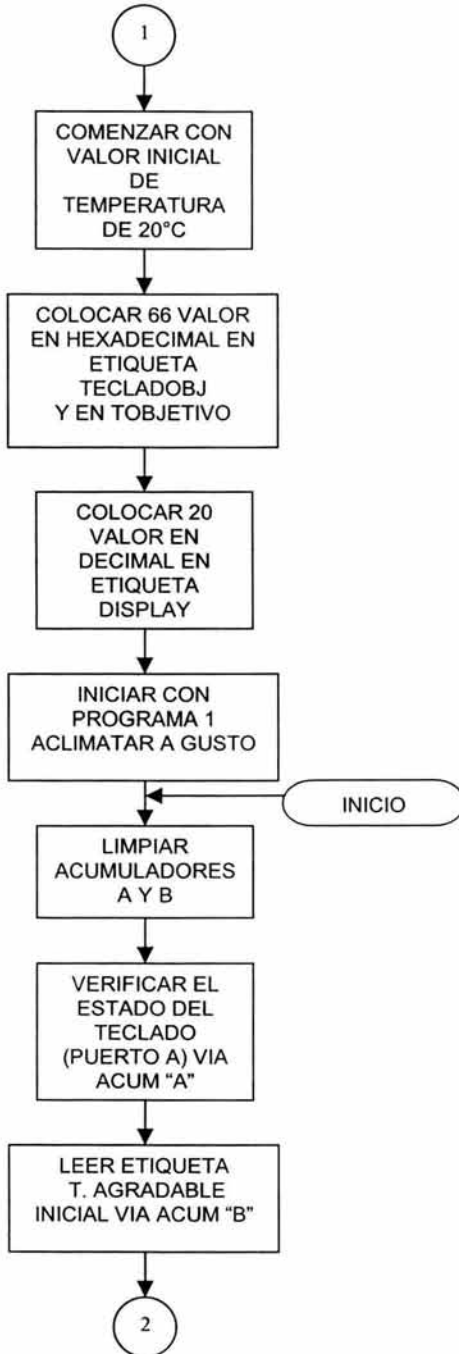 1
COMENZAR CON
VALOR INICIAL
DE
TEMPERATURA
DE 20°C
COLOCAR 66 VALOR
EN HEXADECIMAL EN
ETIQUETA
TECLADOBJ
Y EN TOBJETIVO
COLOCAR 20
VALOR EN
DECIMAL EN
ETIQUETA
DISPLAY
INICIAR CON
PROGRAMA 1
ACLIMATAR A GUSTO
INICIO
LIMPIAR
ACUMULADORES
A Y B
VERIFICAR EL
ESTADO DEL
TECLADO
(PUERTO A) VIA
ACUM “A”
LEER ETIQUETA
T. AGRADABLE
INICIAL VIA ACUM “B”
2